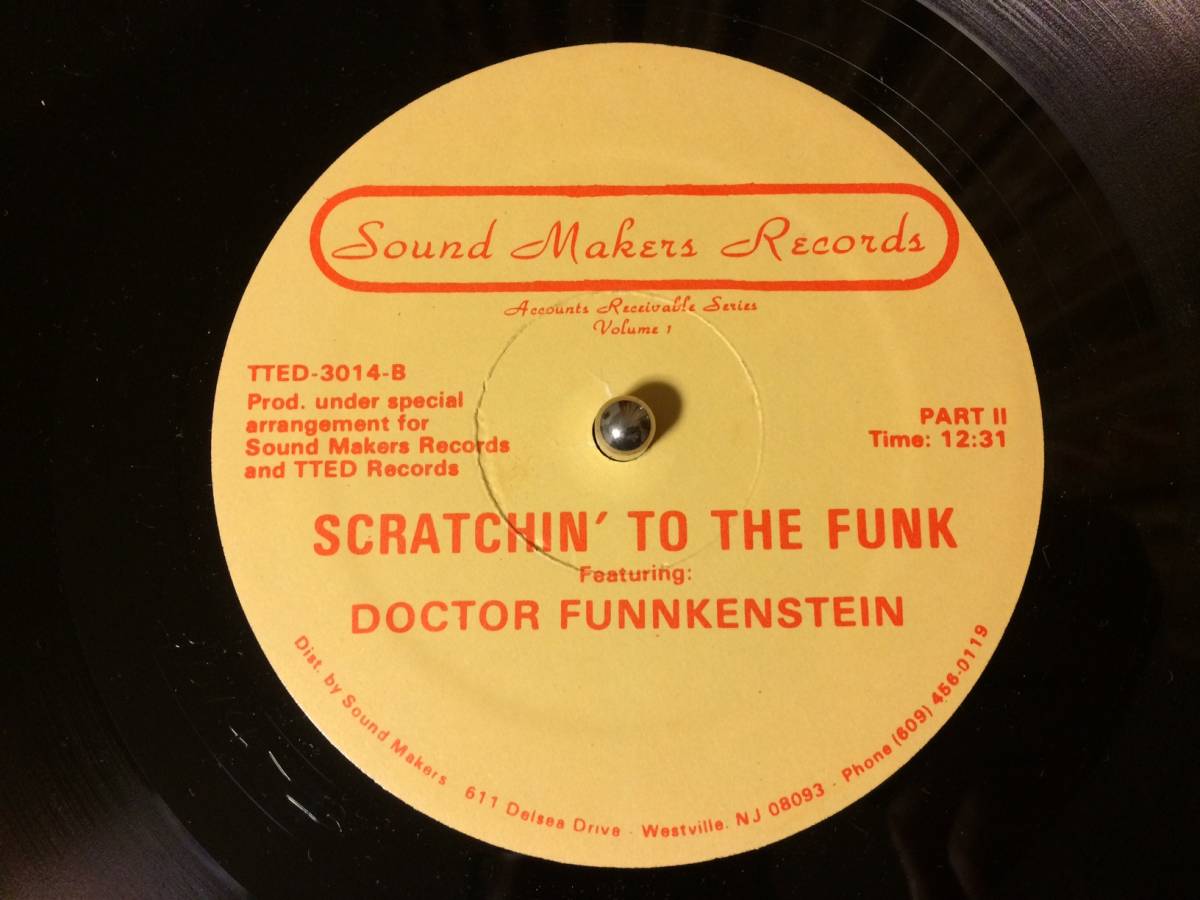 Sound Makers Records
Accounts Receivable Series
Volume 1
TTED-3014-B
Prod. under special
arrangement for
Sound Makers Records
and TTED Records
PART II
Time: 12:31
SCRATCHIN' TO THE FUNK
Featuring:
DOCTOR FUNNKENSTEIN
Dist. by Sound Makers 611 Delsea Drive · Westville, NJ 08093 · Phone (609) 456-0119